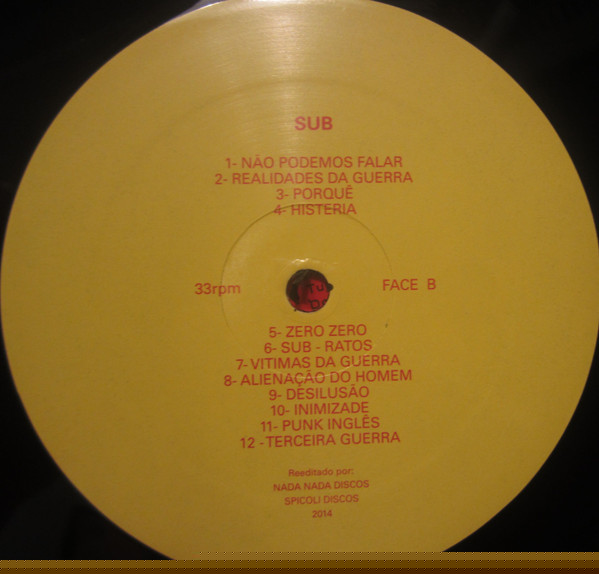 SUB
1- NÃO PODEMOS FALAR
2- REALIDADES DA GUERRA
3- PORQUÊ
4- HISTERIA
33rpm
FACE B
5- ZERO ZERO
6- SUB - RATOS
7- VITIMAS DA GUERRA
8- ALIENAÇÃO DO HOMEM
9- DESILUSÃO
10- INIMIZADE
11- PUNK INGLÊS
12 -TERCEIRA GUERRA
Reeditado por:
NADA NADA DISCOS
SPICOLI DISCOS
2014